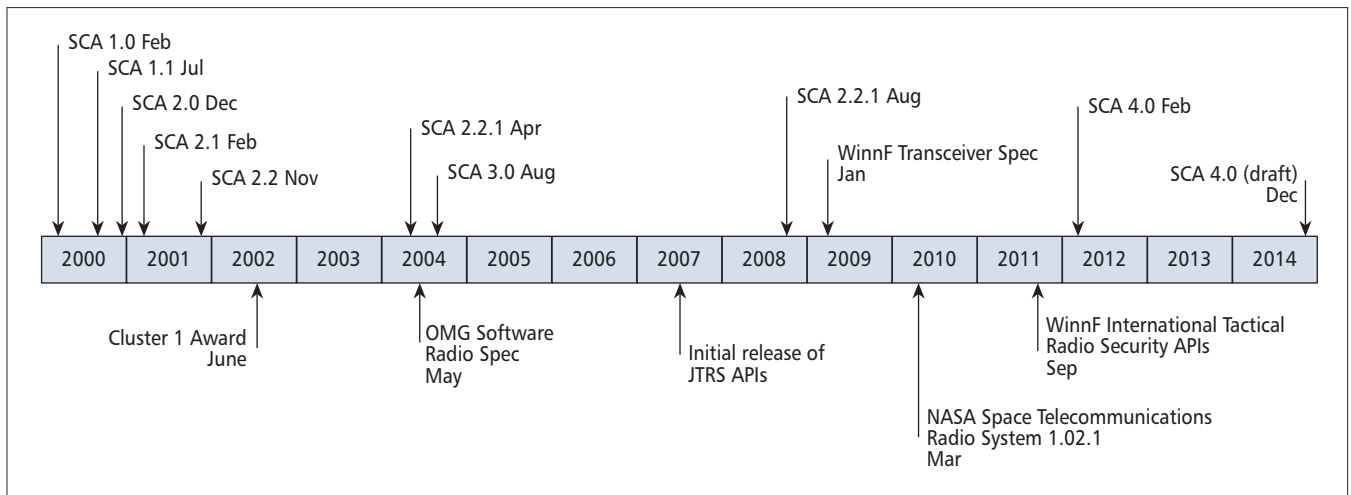 SCA 1.0 Feb
SCA 1.1 Jul
SCA 2.0 Dec
SCA 2.1 Feb
SCA 2.2 Nov
SCA 2.2.1 Apr
SCA 3.0 Aug
SCA 2.2.1 Aug
WinnF Transceiver Spec
Jan
SCA 4.0 Feb
SCA 4.0 (draft)
Dec
2000 2001 2002 2003 2004 2005 2006 2007 2008 2009 2010 2011 2012 2013 2014
Cluster 1 Award
June
OMG Software
Radio Spec
May
Initial release of
JTRS APIs
NASA Space Telecommunications
Radio System 1.02.1
Mar
WinnF International Tactical
Radio Security APIs
Sep